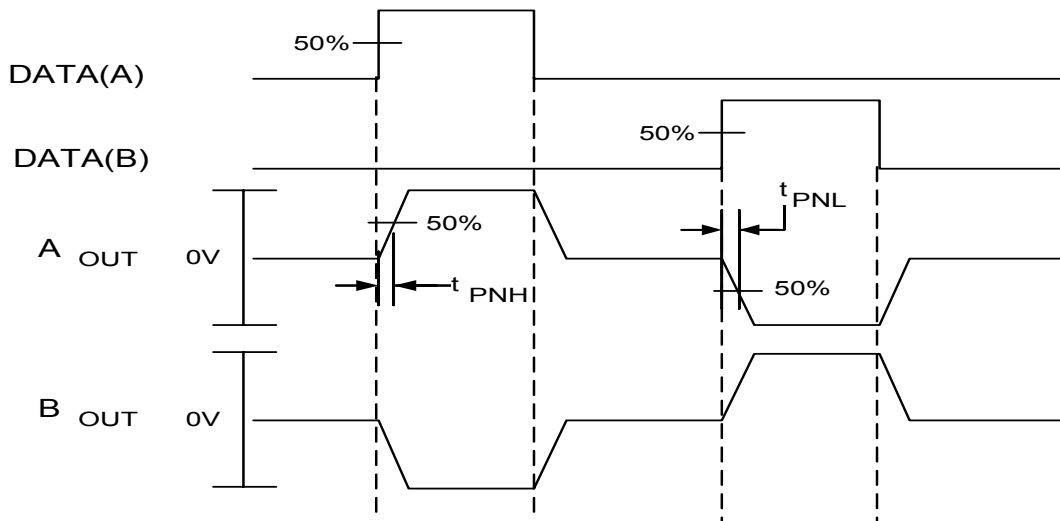 50%
DATA(A)
50%
DATA(B)
t PNL
50%
A OUT 0V
t PNH
50%
B OUT 0V